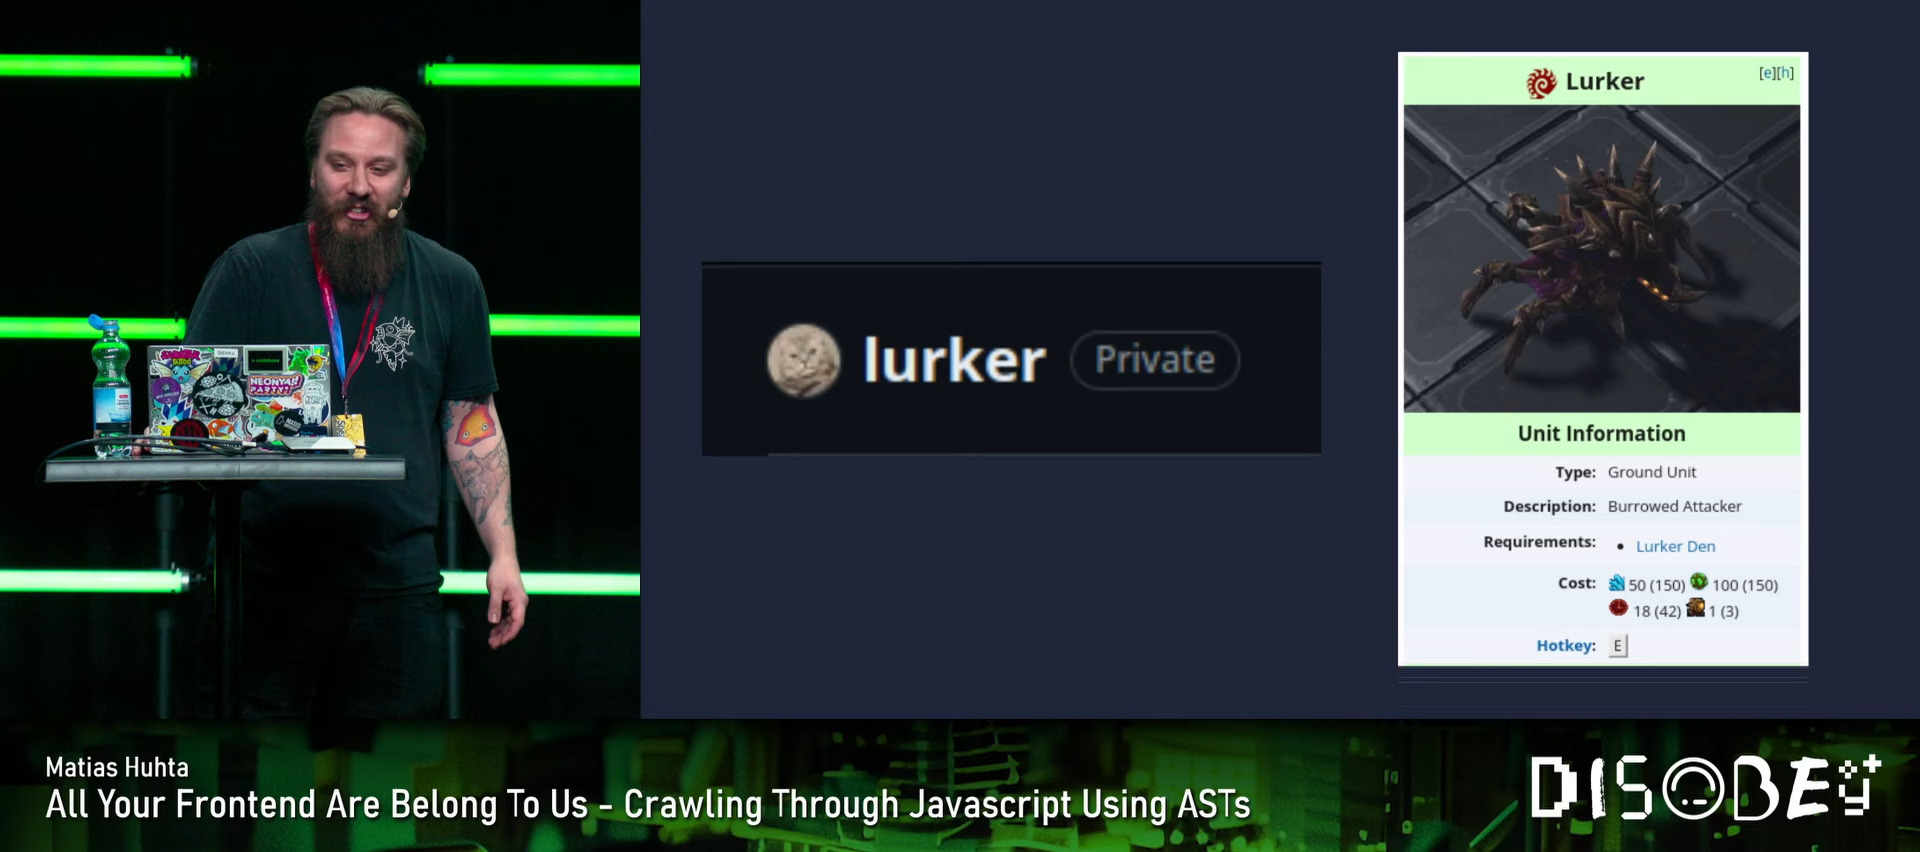 NEONYA!!
PARTY!
lurker
Private
Lurker
[e][h]
Unit Information
Type: Ground Unit
Description: Burrowed Attacker
Requirements: • Lurker Den
Cost: 50 (150) 100 (150)
18 (42) 1 (3)
Hotkey: E
Matias Huhta
All Your Frontend Are Belong To Us - Crawling Through Javascript Using ASTs
DISOBEY